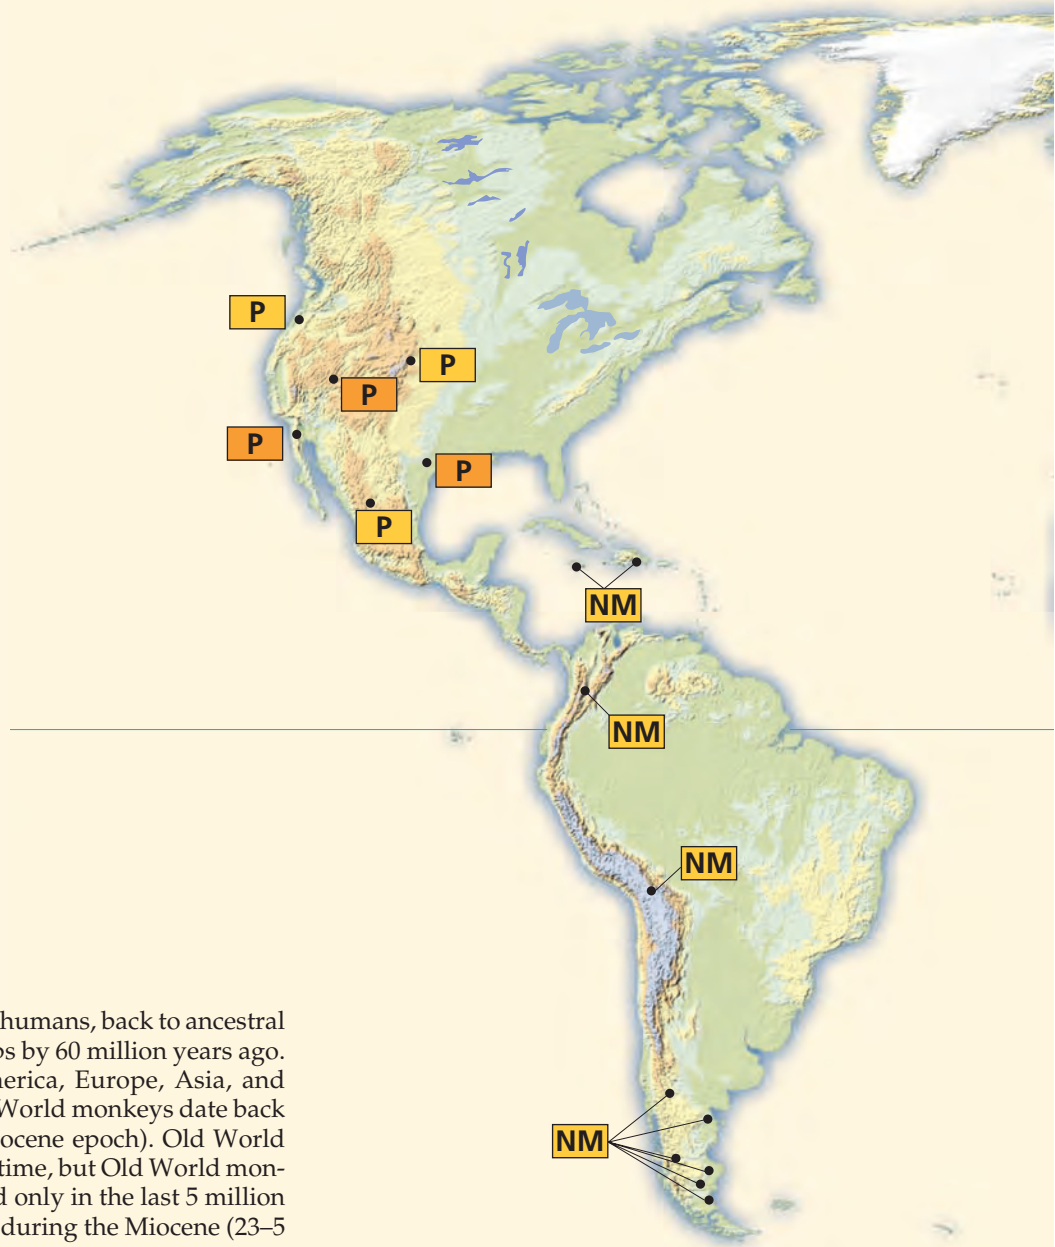 P
P
P
P
P
P
NM
NM
NM
NM
humans, back to ancestral
by 60 million years ago.
Europe, Asia, and
World monkeys date back
epoch). Old World
time, but Old World mon-
only in the last 5 million
during the Miocene (23–5